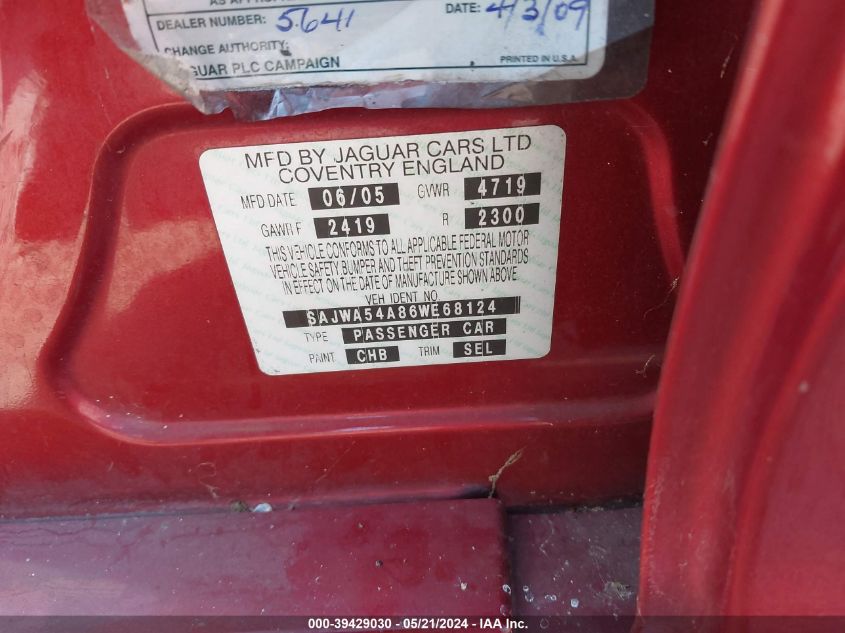 DEALER NUMBER: 5641 DATE: 4/3/09
CHANGE AUTHORITY:
PLC CAMPAIGN PRINTED IN U.S.A.
MFD BY JAGUAR CARS LTD
COVENTRY ENGLAND
MFD DATE 06/05 GVWR 4719
GAWR F 2419 R 2300
THIS VEHICLE CONFORMS TO ALL APPLICABLE FEDERAL MOTOR
VEHICLE SAFETY BUMPER AND THEFT PREVENTION STANDARDS
IN EFFECT ON THE DATE OF MANUFACTURE SHOWN ABOVE
VEH IDENT NO
SAJWA54A86WE68124
TYPE PASSENGER CAR
PAINT CHB TRIM SEL
000-39429030 - 05/21/2024 - IAA Inc.